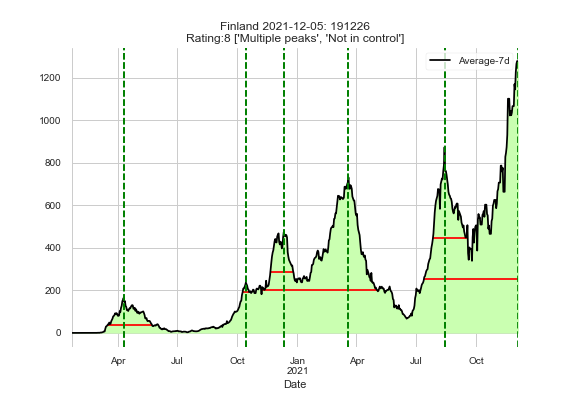 Finland 2021-12-05: 191226
Rating:8 ['Multiple peaks', 'Not in control']
Average-7d
1200
1000
800
600
400
200
0
Apr Jul Oct Jan Apr Jul Oct
2021
Date